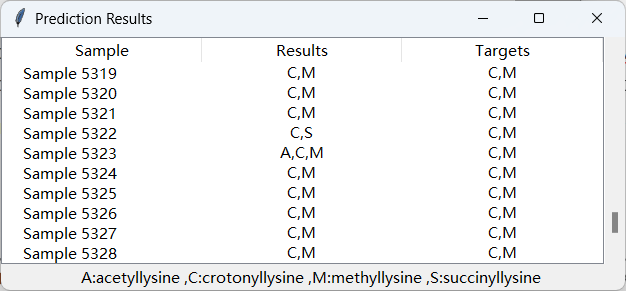 Prediction Results
Sample Results Targets
Sample 5319 C,M C,M
Sample 5320 C,M C,M
Sample 5321 C,M C,M
Sample 5322 C,S C,M
Sample 5323 A,C,M C,M
Sample 5324 C,M C,M
Sample 5325 C,M C,M
Sample 5326 C,M C,M
Sample 5327 C,M C,M
Sample 5328 C,M C,M
A:acetyllysine ,C:crotonyllysine ,M:methyllysine ,S:succinyllysine